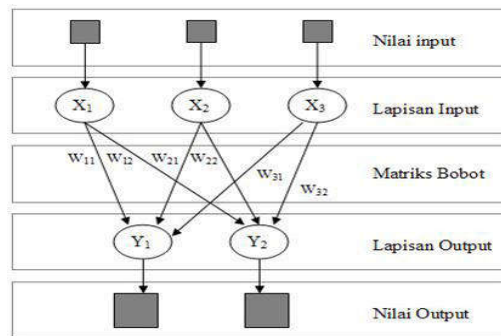 Nilai input
X1 X2 X3
Lapisan Input
W11 W12 W21 W22 W31 W32
Matriks Bobot
Y1 Y2
Lapisan Output
Nilai Output